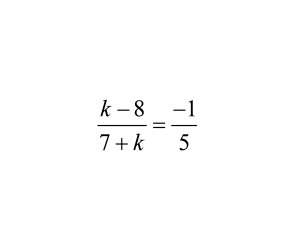 k − 8 / 7 + k = −1 / 5